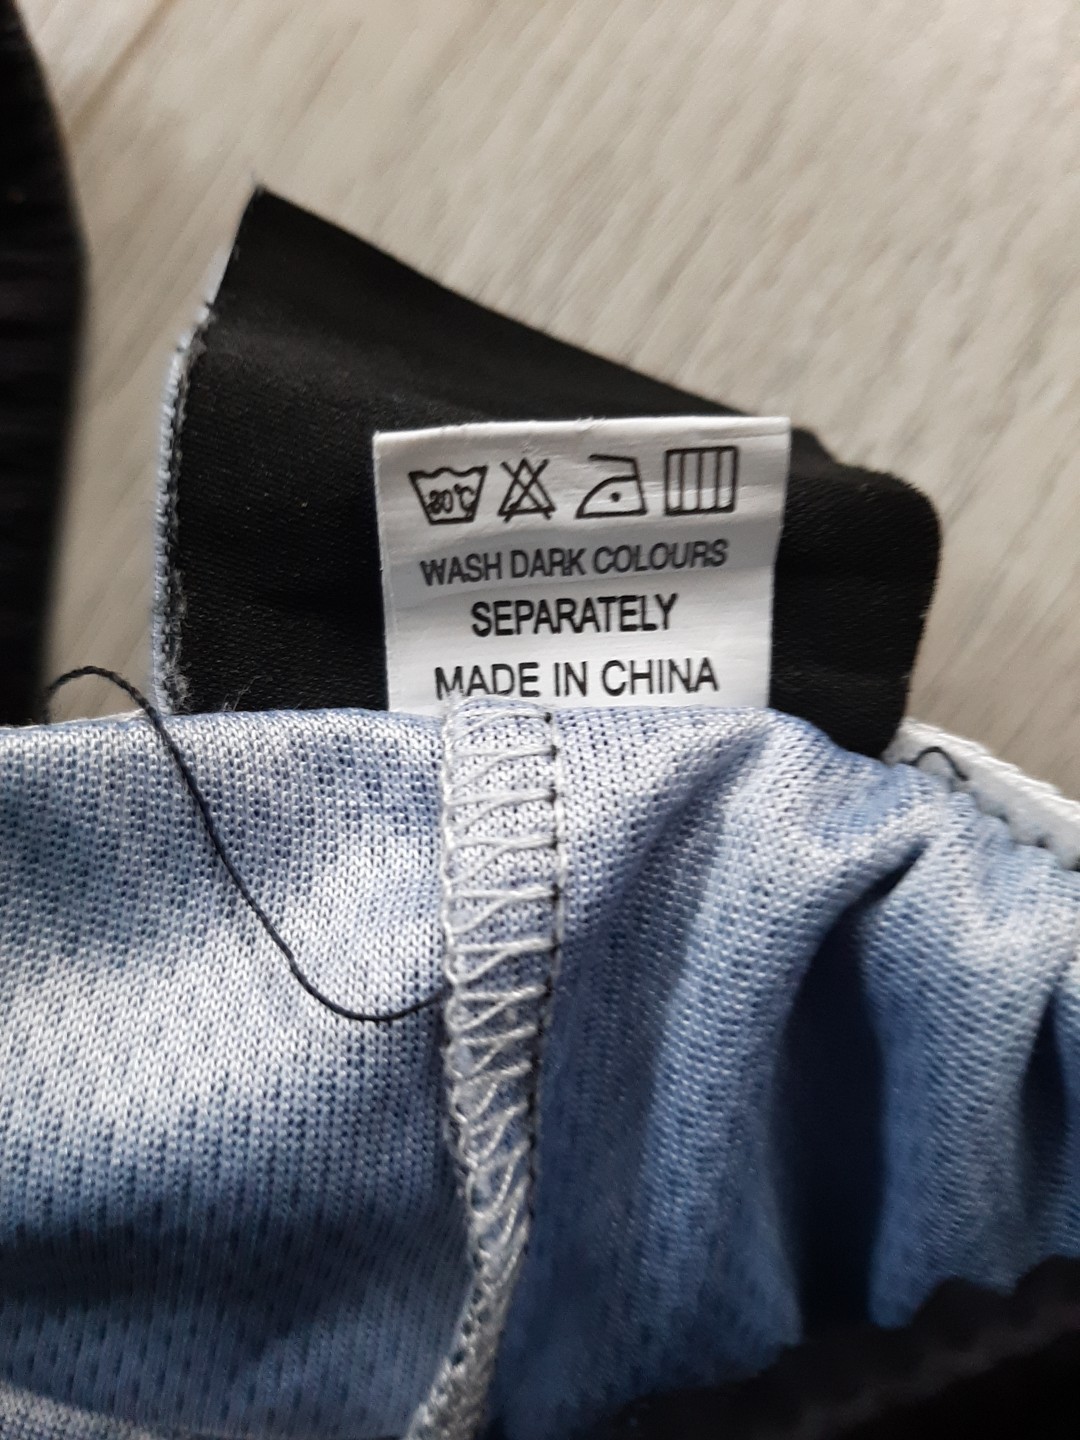 30°C
WASH DARK COLOURS
SEPARATELY
MADE IN CHINA